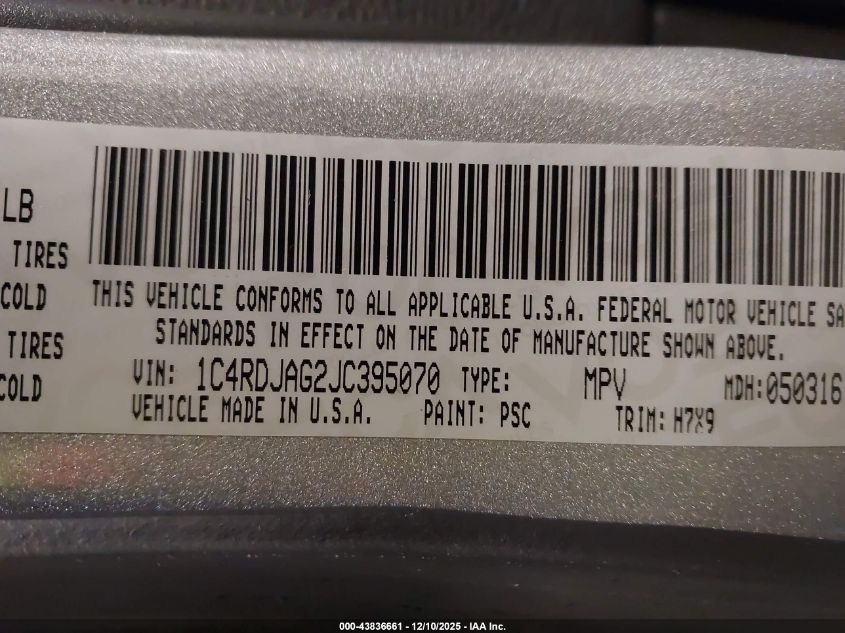 LB
TIRES
COLD
TIRES
COLD
THIS VEHICLE CONFORMS TO ALL APPLICABLE U.S.A. FEDERAL MOTOR VEHICLE SA
STANDARDS IN EFFECT ON THE DATE OF MANUFACTURE SHOWN ABOVE.
VIN: 1C4RDJAG2JC395070 TYPE: MPV MDH:050316
VEHICLE MADE IN U.S.A. PAINT: PSC TRIM: H7X9
000-43836661 - 12/10/2025 - IAA Inc.